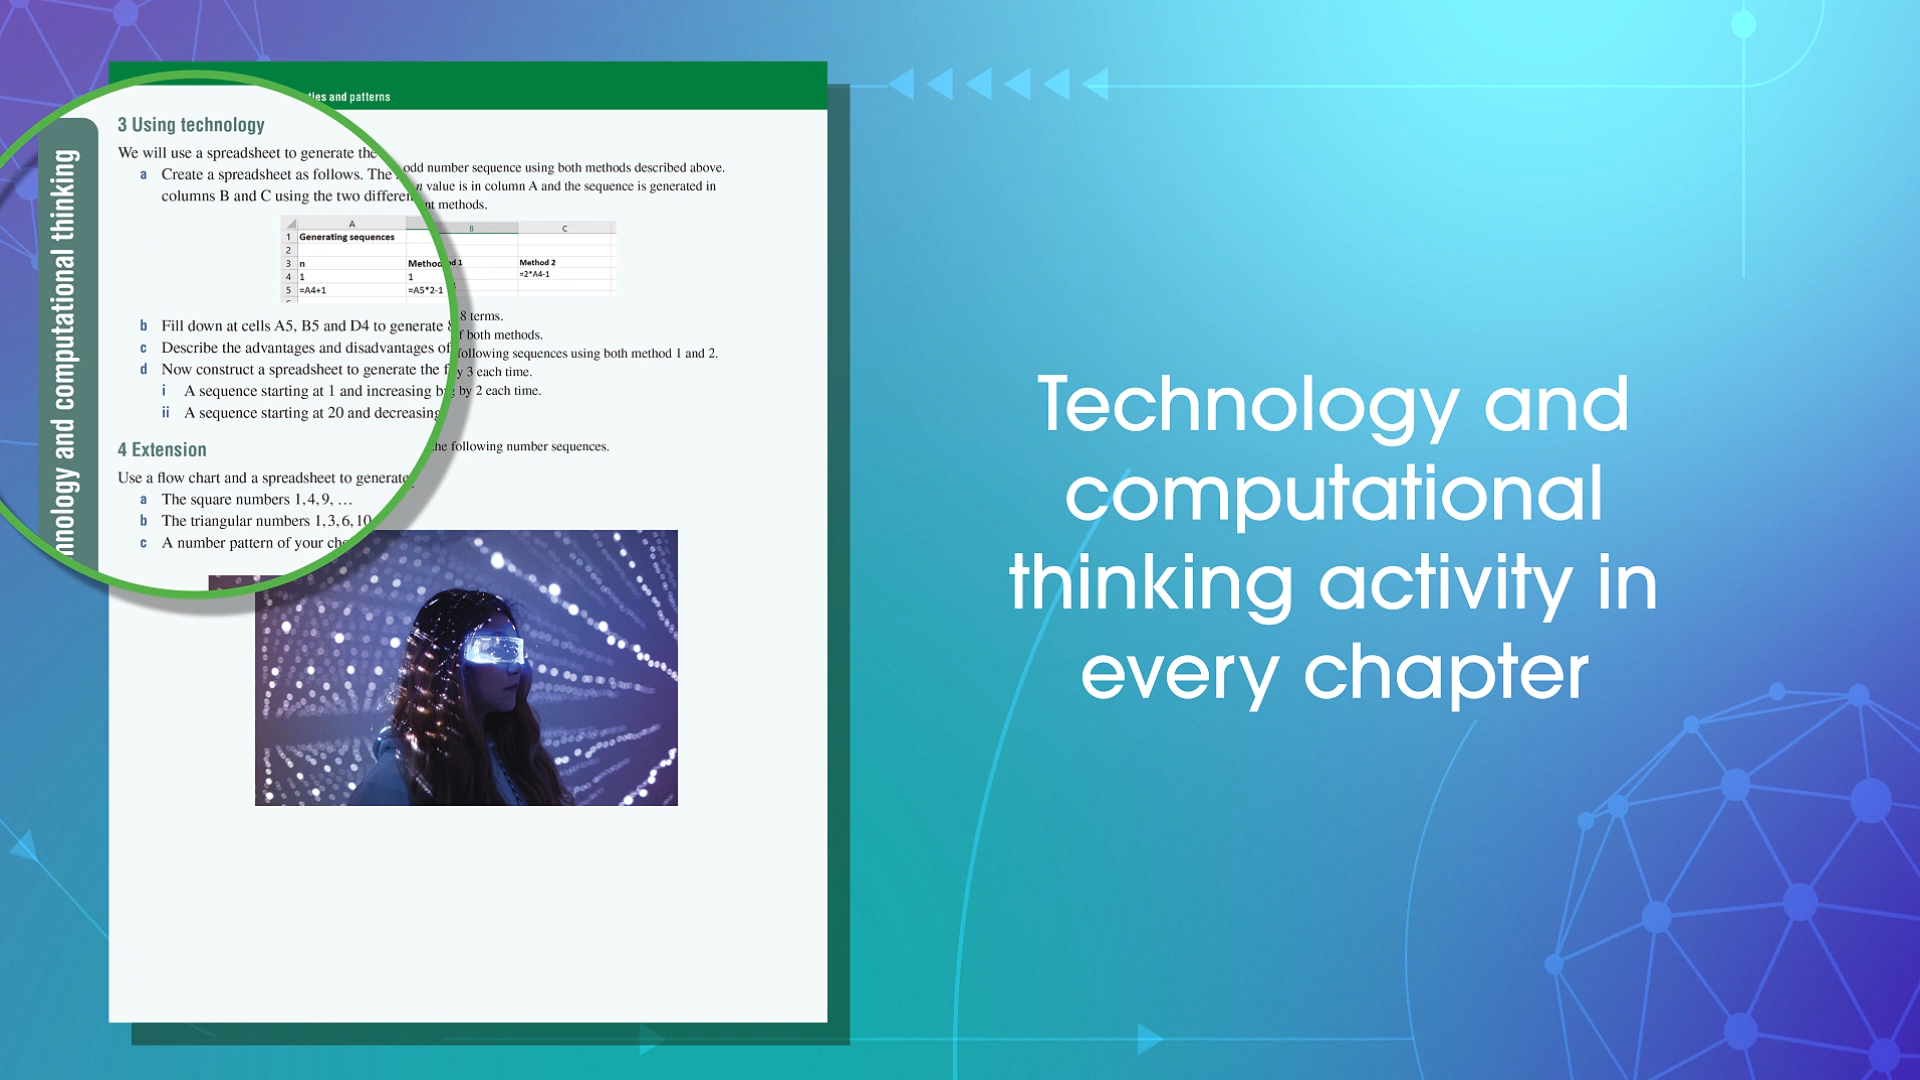 ties and patterns
3 Using technology
We will use a spreadsheet to generate the
odd number sequence using both methods described above.
a Create a spreadsheet as follows. The
n value is in column A and the sequence is generated in
columns B and C using the two differen
nt methods.
A B C
1 Generating sequences
2
3 n Method d 1 Method 2
4 1 1 =2*A4-1
5 =A4+1 =A5*2-1
b Fill down at cells A5, B5 and D4 to generate 8
8 terms.
c Describe the advantages and disadvantages of
f both methods.
d Now construct a spreadsheet to generate the f
following sequences using both method 1 and 2.
i A sequence starting at 1 and increasing b
y 3 each time.
ii A sequence starting at 20 and decreasing
g by 2 each time.
4 Extension
Use a flow chart and a spreadsheet to generate
the following number sequences.
a The square numbers 1, 4, 9, …
b The triangular numbers 1, 3, 6, 10
c A number pattern of your cho
hnology and computational thinking
Technology and
computational
thinking activity in
every chapter